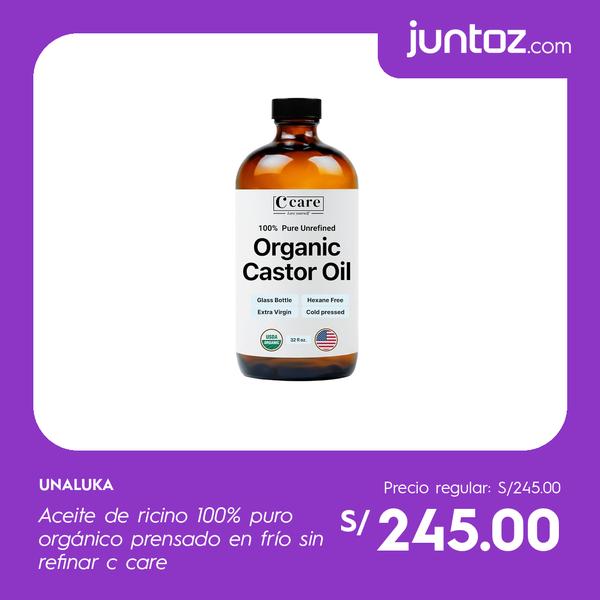 juntoz.com
C care
Love yourself
100% Pure Unrefined
Organic
Castor Oil
Glass Bottle
Hexane Free
Extra Virgin
Cold pressed
USDA
ORGANIC
32 fl oz.
UNALUKA
Aceite de ricino 100% puro
orgánico prensado en frío sin
refinar c care
Precio regular: S/245.00
S/ 245.00